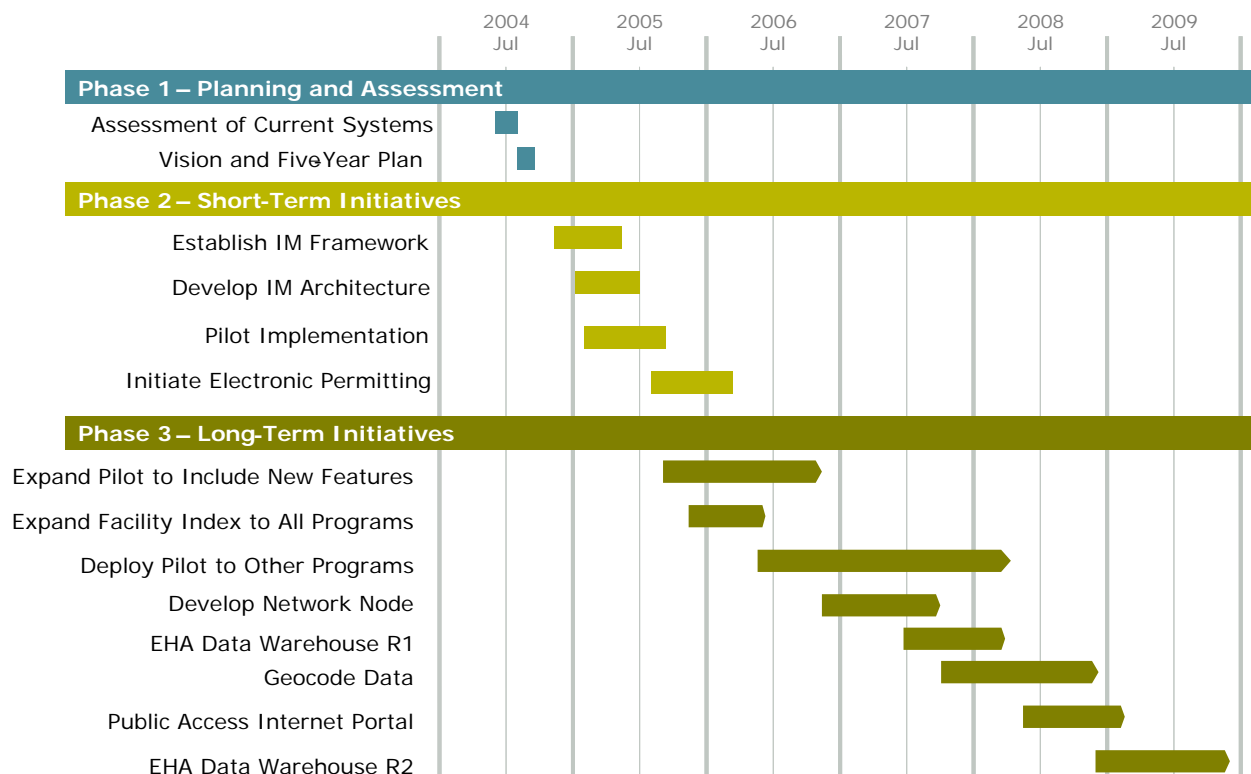 2004 2005 2006 2007 2008 2009
Jul Jul Jul Jul Jul Jul
Phase 1 – Planning and Assessment
Assessment of Current Systems
Vision and Five-Year Plan
Phase 2 – Short-Term Initiatives
Establish IM Framework
Develop IM Architecture
Pilot Implementation
Initiate Electronic Permitting
Phase 3 – Long-Term Initiatives
Expand Pilot to Include New Features
Expand Facility Index to All Programs
Deploy Pilot to Other Programs
Develop Network Node
EHA Data Warehouse R1
Geocode Data
Public Access Internet Portal
EHA Data Warehouse R2